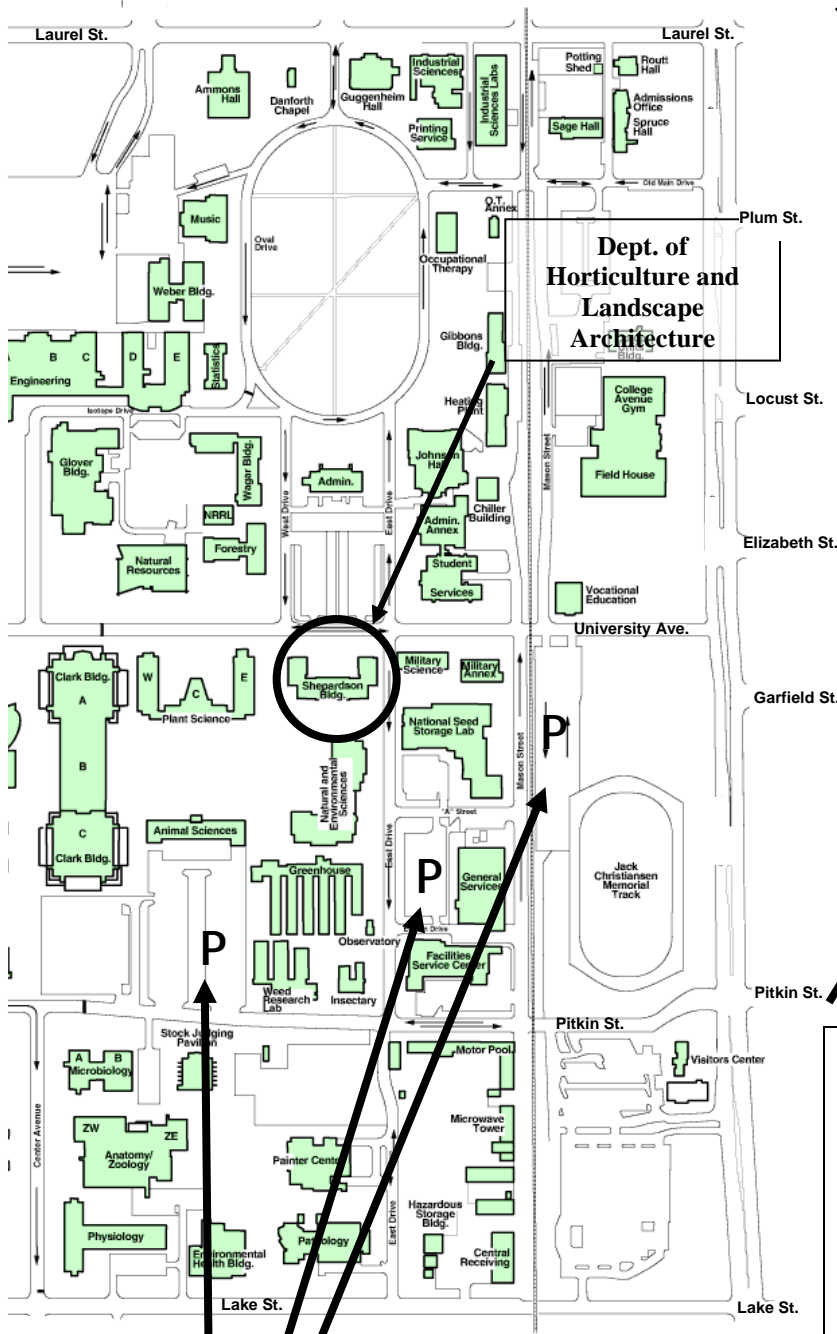 Laurel St.
Laurel St.
Ammons
Hall
Danforth
Chapel
Guggenheim
Hall
Industrial
Sciences
Industrial
Sciences Labs
Printing
Service
Potting
Shed
Routt
Hall
Admissions
Office
Spruce
Hall
Sage Hall
Old Main Drive
Music
Oval
Drive
O.T.
Annex
Occupational
Therapy
Plum St.
Dept. of
Horticulture and
Landscape
Architecture
Weber Bldg.
Gibbons
Bldg.
Bldg.
B C D E
Engineering
Statistics
Isotope Drive
Heating
Plant
College
Avenue
Gym
Field House
Locust St.
Mason Street
Glover
Bldg.
Wagar Bldg.
NRRL
Forestry
Natural
Resources
Admin.
West Drive
East Drive
Johnson
Hall
Chiller
Building
Admin.
Annex
Student
Services
Elizabeth St.
Vocational
Education
University Ave.
Clark Bldg.
A
B
C
Clark Bldg.
W
C
E
Plant Science
Shepardson
Bldg.
Military
Science
Military
Annex
Garfield St.
National Seed
Storage Lab
Mason Street
P
Natural and
Environmental
Sciences
"A" Street
Animal Sciences
East Drive
Greenhouse
P
General
Services
Jack
Christiansen
Memorial
Track
Drive
Observatory
P
Facilities
Service Center
Weed
Research
Lab
Insectary
Pitkin St.
Pitkin St.
Stock Judging
Pavilion
A B
Microbiology
Motor Pool
Visitors Center
Center Avenue
ZW
ZE
Anatomy/
Zoology
Microwave
Tower
Painter Center
East Drive
Hazardous
Storage
Bldg.
Physiology
Environmental
Health Bldg.
Pathology
Central
Receiving
Lake St.
Lake St.